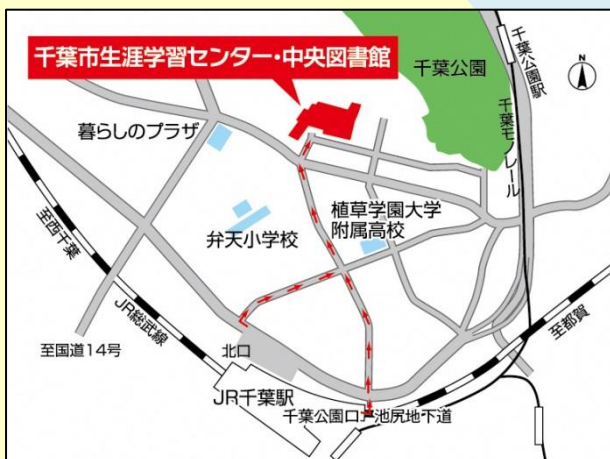 千葉市生涯学習センター・中央図書館
千葉公園
千葉公園駅
千葉モノレール
N
暮らしのプラザ
植草学園大学
附属高校
弁天小学校
至西千葉
JR総武線
至国道14号
至都賀
北口
JR千葉駅
千葉公園口
池尻地下道